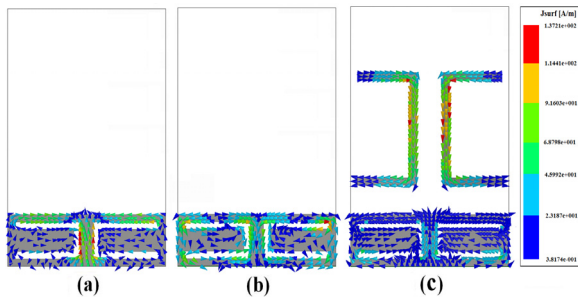 Jsurf [A/m]
1.3721e+002
1.1441e+002
9.1603e+001
6.8798e+001
4.5992e+001
2.3187e+001
3.8174e-001
(a)
(b)
(c)